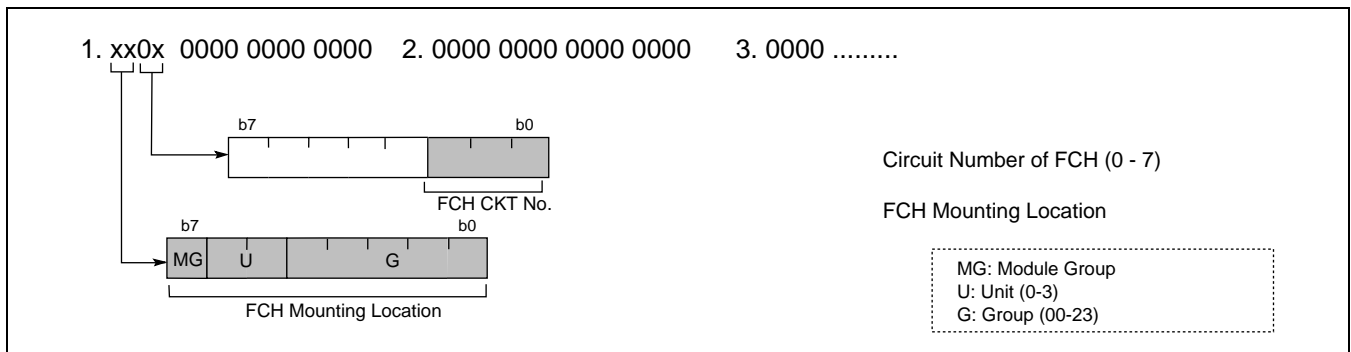 1. xx0x 0000 0000 0000 2. 0000 0000 0000 0000 3. 0000 .........
b7 b0
FCH CKT No.
Circuit Number of FCH (0 - 7)
FCH Mounting Location
b7 b0
MG U G
FCH Mounting Location
MG: Module Group
U: Unit (0-3)
G: Group (00-23)